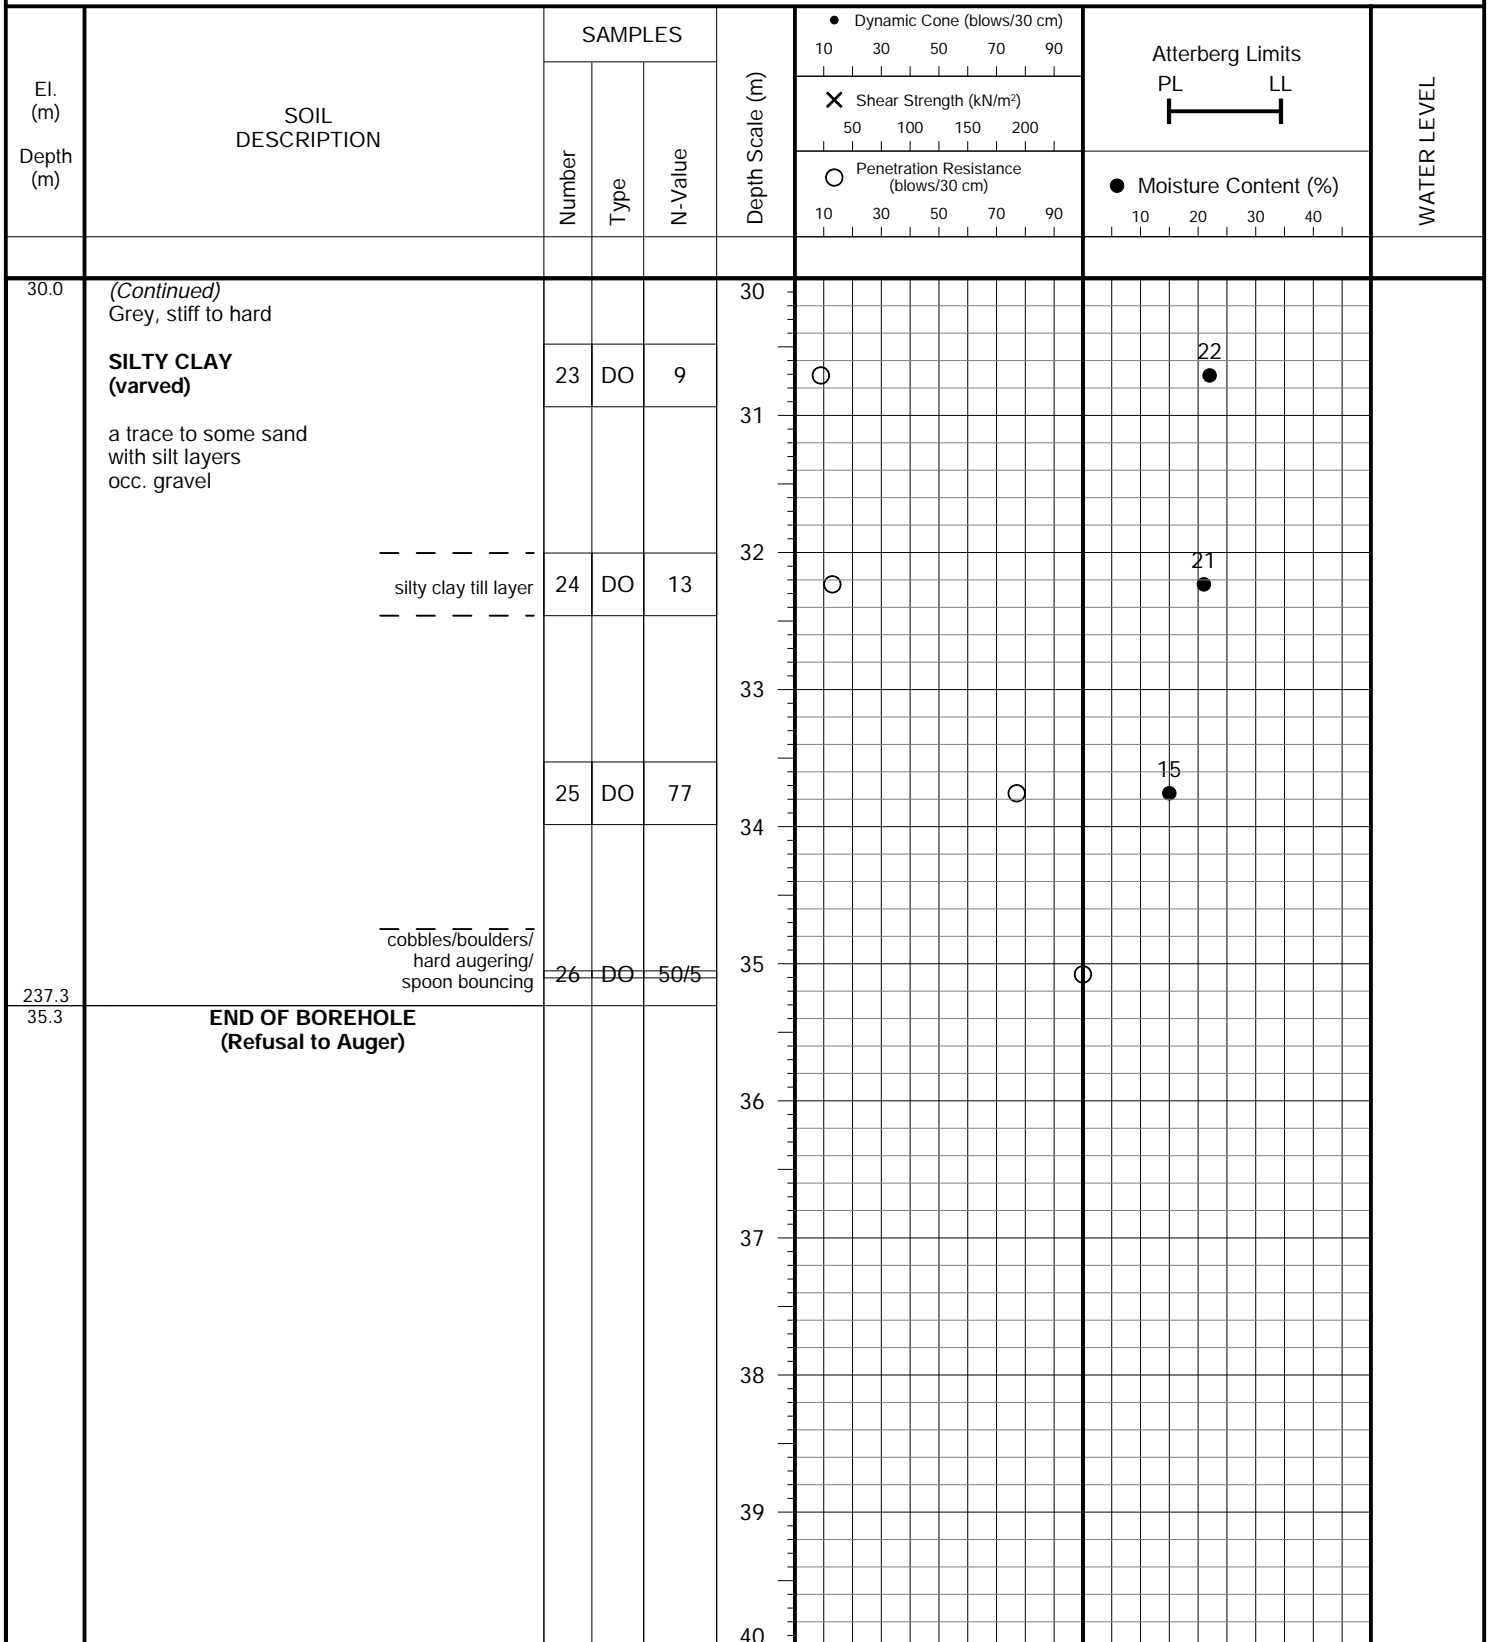 El.
(m)
Depth
(m)
SOIL
DESCRIPTION
SAMPLES
Number
Type
N-Value
Depth Scale (m)
Dynamic Cone (blows/30 cm)
10 30 50 70 90
Shear Strength (kN/m²)
50 100 150 200
Penetration Resistance
(blows/30 cm)
10 30 50 70 90
Atterberg Limits
PL LL
Moisture Content (%)
10 20 30 40
WATER LEVEL
30.0
(Continued)
Grey, stiff to hard
SILTY CLAY
(varved)
a trace to some sand
with silt layers
occ. gravel
30
22
23 DO 9
31
32
21
silty clay till layer
24 DO 13
33
15
25 DO 77
34
cobbles/boulders/
hard augering/
spoon bouncing
26 DO 50/5
35
237.3
35.3
END OF BOREHOLE
(Refusal to Auger)
36
37
38
39
40